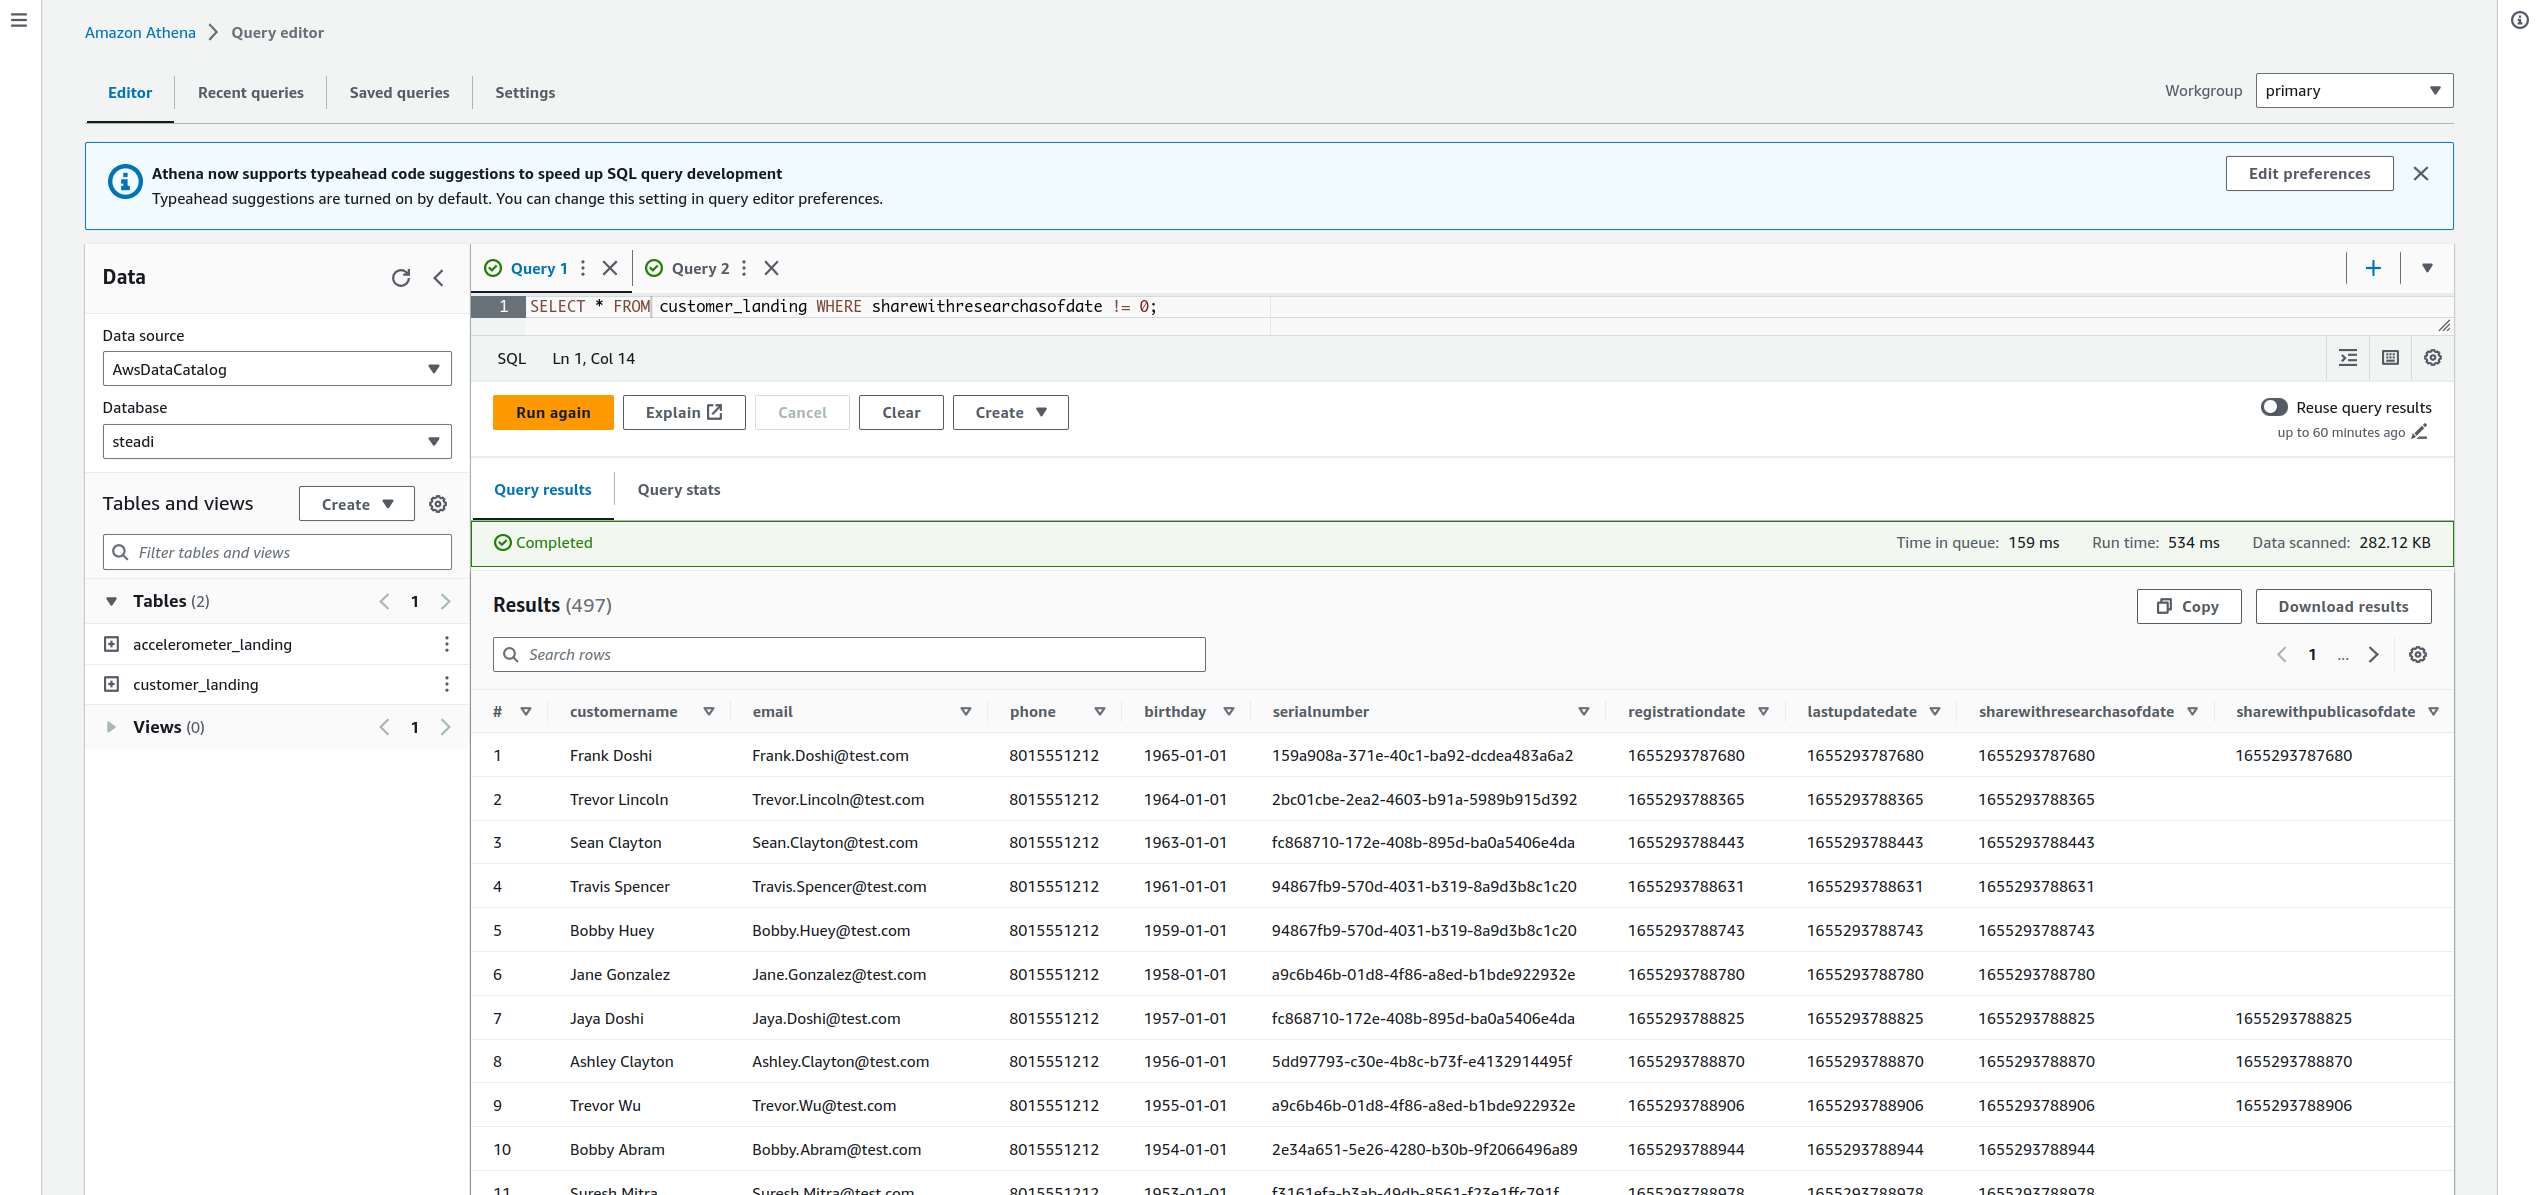 Amazon Athena > Query editor
Editor Recent queries Saved queries Settings
Workgroup primary
Athena now supports typeahead code suggestions to speed up SQL query development
Typeahead suggestions are turned on by default. You can change this setting in query editor preferences.
Edit preferences
Data
Data source
AwsDataCatalog
Database
steadi
Tables and views Create
Filter tables and views
Tables (2) 1
accelerometer_landing
customer_landing
Views (0) 1
Query 1 Query 2
1 SELECT * FROM customer_landing WHERE sharewithresearchasofdate != 0;
SQL Ln 1, Col 14
Run again Explain Cancel Clear Create
Reuse query results
up to 60 minutes ago
Query results Query stats
Completed Time in queue: 159 ms Run time: 534 ms Data scanned: 282.12 KB
Results (497)
Copy Download results
Search rows
1 ...
# customername email phone birthday serialnumber registrationdate lastupdatedate sharewithresearchasofdate sharewithpublicasofdate
1 Frank Doshi Frank.Doshi@test.com 8015551212 1965-01-01 159a908a-371e-40c1-ba92-dcdea483a6a2 1655293787680 1655293787680 1655293787680 1655293787680
2 Trevor Lincoln Trevor.Lincoln@test.com 8015551212 1964-01-01 2bc01cbe-2ea2-4603-b91a-5989b915d392 1655293788365 1655293788365 1655293788365
3 Sean Clayton Sean.Clayton@test.com 8015551212 1963-01-01 fc868710-172e-408b-895d-ba0a5406e4da 1655293788443 1655293788443 1655293788443
4 Travis Spencer Travis.Spencer@test.com 8015551212 1961-01-01 94867fb9-570d-4031-b319-8a9d3b8c1c20 1655293788631 1655293788631 1655293788631
5 Bobby Huey Bobby.Huey@test.com 8015551212 1959-01-01 94867fb9-570d-4031-b319-8a9d3b8c1c20 1655293788743 1655293788743 1655293788743
6 Jane Gonzalez Jane.Gonzalez@test.com 8015551212 1958-01-01 a9c6b46b-01d8-4f86-a8ed-b1bde922932e 1655293788780 1655293788780 1655293788780
7 Jaya Doshi Jaya.Doshi@test.com 8015551212 1957-01-01 fc868710-172e-408b-895d-ba0a5406e4da 1655293788825 1655293788825 1655293788825 1655293788825
8 Ashley Clayton Ashley.Clayton@test.com 8015551212 1956-01-01 5dd97793-c30e-4b8c-b73f-e4132914495f 1655293788870 1655293788870 1655293788870 1655293788870
9 Trevor Wu Trevor.Wu@test.com 8015551212 1955-01-01 a9c6b46b-01d8-4f86-a8ed-b1bde922932e 1655293788906 1655293788906 1655293788906 1655293788906
10 Bobby Abram Bobby.Abram@test.com 8015551212 1954-01-01 2e34a651-5e26-4280-b30b-9f2066496a89 1655293788944 1655293788944 1655293788944
11 Suresh Mitra Suresh.Mitra@test.com 8015551212 1953-01-01 f3161efa-b3ab-49db-8561-f23e1ffc791f 1655293788978 1655293788978 1655293788978